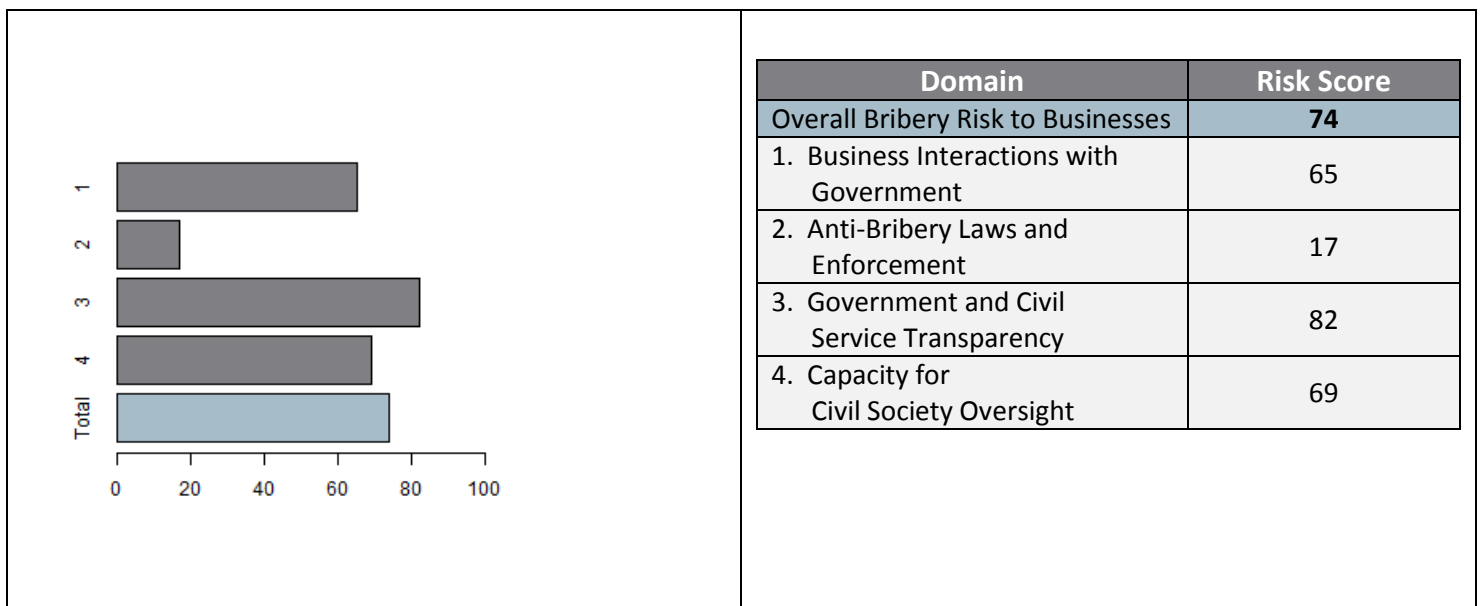 1
2
3
4
Total
0 20 40 60 80 100
Domain Risk Score
Overall Bribery Risk to Businesses 74
1. Business Interactions with
Government
65
2. Anti-Bribery Laws and
Enforcement
17
3. Government and Civil
Service Transparency
82
4. Capacity for
Civil Society Oversight
69